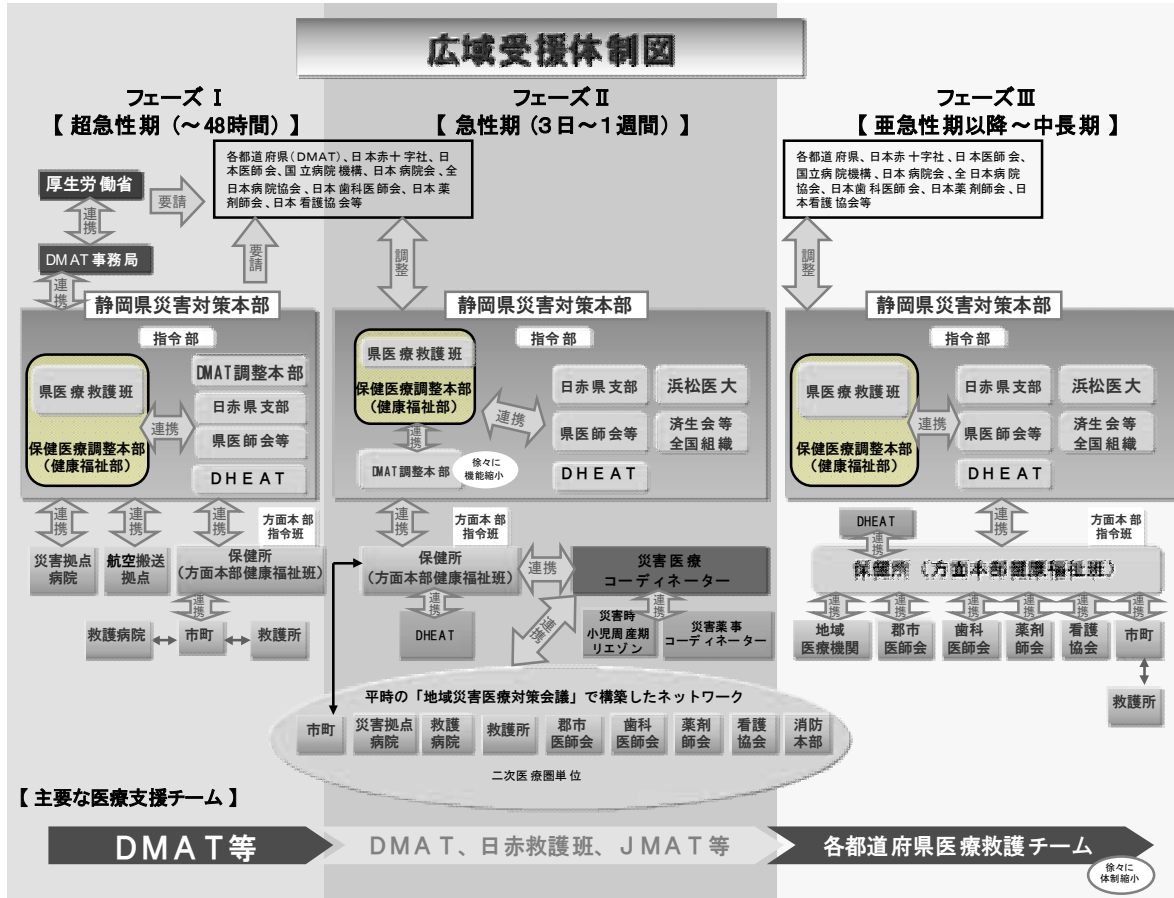 広域受援体制図
フェーズⅠ
【超急性期（～48時間）】
厚生労働省
連携
DMAT事務局
連携
要請
各都道府県（DMAT）、日本赤十字社、日
本医師会、国立病院機構、日本病院会、全
日本病院協会、日本歯科医師会、日本薬
剤師会、日本看護協会等
要請
静岡県災害対策本部
指令部
県医療救護班
保健医療調整本部
（健康福祉部）
連携
DMAT調整本部
日赤県支部
県医師会等
DHEAT
連携
連携
連携
方面本部
指令班
災害拠点
病院
航空搬送
拠点
保健所
（方面本部健康福祉班）
連携
救護病院
市町
救護所
フェーズⅡ
【急性期（3日～1週間）】
調整
静岡県災害対策本部
指令部
県医療救護班
保健医療調整本部
（健康福祉部）
連携
DMAT調整本部
徐々に
機能縮小
連携
日赤県支部
浜松医大
県医師会等
済生会等
全国組織
DHEAT
連携
方面本部
指令班
保健所
（方面本部健康福祉班）
連携
災害医療
コーディネーター
連携
DHEAT
連携
連携
災害時
小児周産期
リエゾン
災害薬事
コーディネーター
平時の「地域災害医療対策会議」で構築したネットワーク
市町
災害拠点
病院
救護
病院
救護所
郡市
医師会
歯科
医師会
薬剤
師会
看護
協会
消防
本部
二次医療圏単位
フェーズⅢ
【亜急性期以降～中長期】
各都道府県、日本赤十字社、日本医師会、
国立病院機構、日本病院会、全日本病院
協会、日本歯科医師会、日本薬剤師会、日
本看護協会等
調整
静岡県災害対策本部
指令部
県医療救護班
保健医療調整本部
（健康福祉部）
連携
日赤県支部
浜松医大
県医師会等
済生会等
全国組織
DHEAT
連携
方面本部
指令班
DHEAT
連携
保健所（方面本部健康福祉班）
連携
連携
連携
連携
連携
連携
地域
医療機関
郡市
医師会
歯科
医師会
薬剤
師会
看護
協会
市町
救護所
【主要な医療支援チーム】
DMAT等
DMAT、日赤救護班、JMAT等
各都道府県医療救護チーム
徐々に
体制縮小